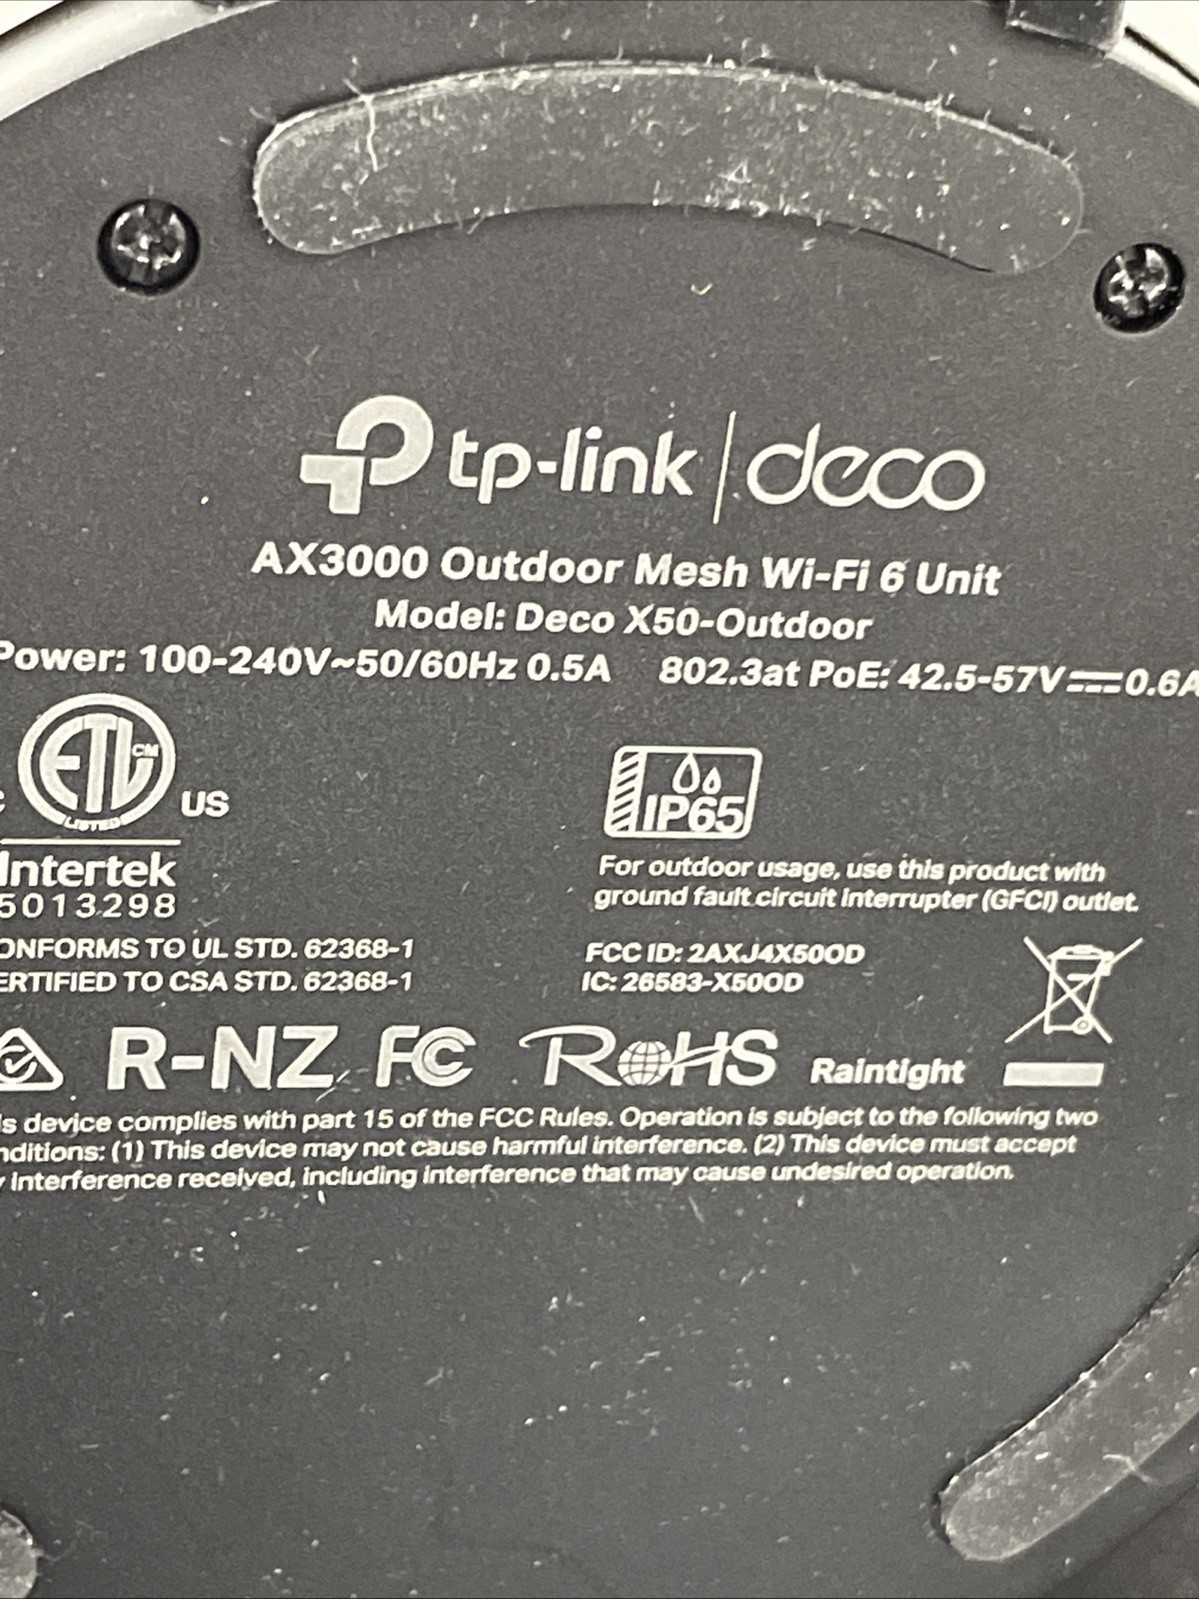 tp-link | deco
AX3000 Outdoor Mesh Wi-Fi 6 Unit
Model: Deco X50-Outdoor
Power: 100-240V~50/60Hz 0.5A 802.3at PoE: 42.5-57V⎓0.6A
ETL CM
LISTED
US
IP65
Intertek
5013298
For outdoor usage, use this product with
ground fault circuit interrupter (GFCI) outlet.
ONFORMS TO UL STD. 62368-1
ERTIFIED TO CSA STD. 62368-1
FCC ID: 2AXJ4X50OD
IC: 26583-X50OD
R-NZ FC RoHS Raintight
is device complies with part 15 of the FCC Rules. Operation is subject to the following two
nditions: (1) This device may not cause harmful interference. (2) This device must accept
y interference received, including interference that may cause undesired operation.